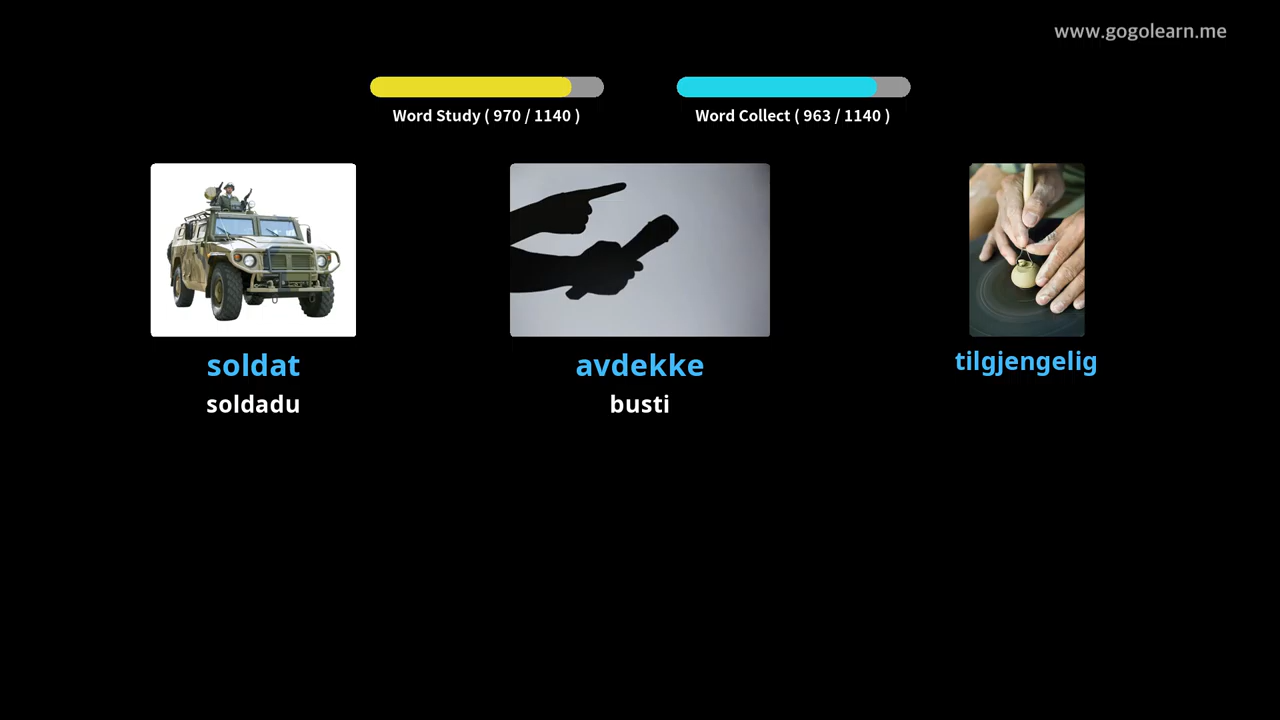 www.gogolearn.me
Word Study ( 970 / 1140 )
Word Collect ( 963 / 1140 )
soldat
soldadu
avdekke
busti
tilgjengelig